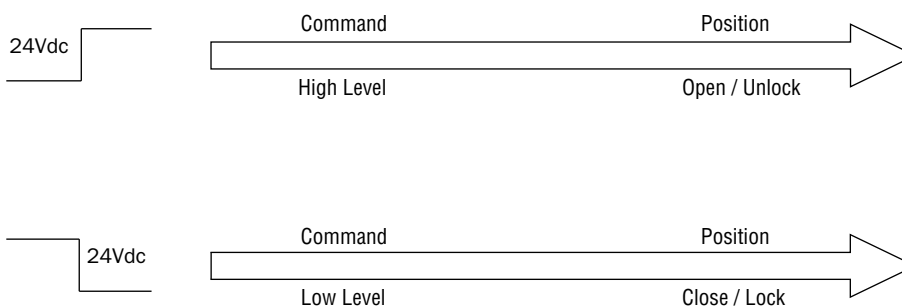 Command Position
24Vdc
High Level Open / Unlock
Command Position
24Vdc
Low Level Close / Lock